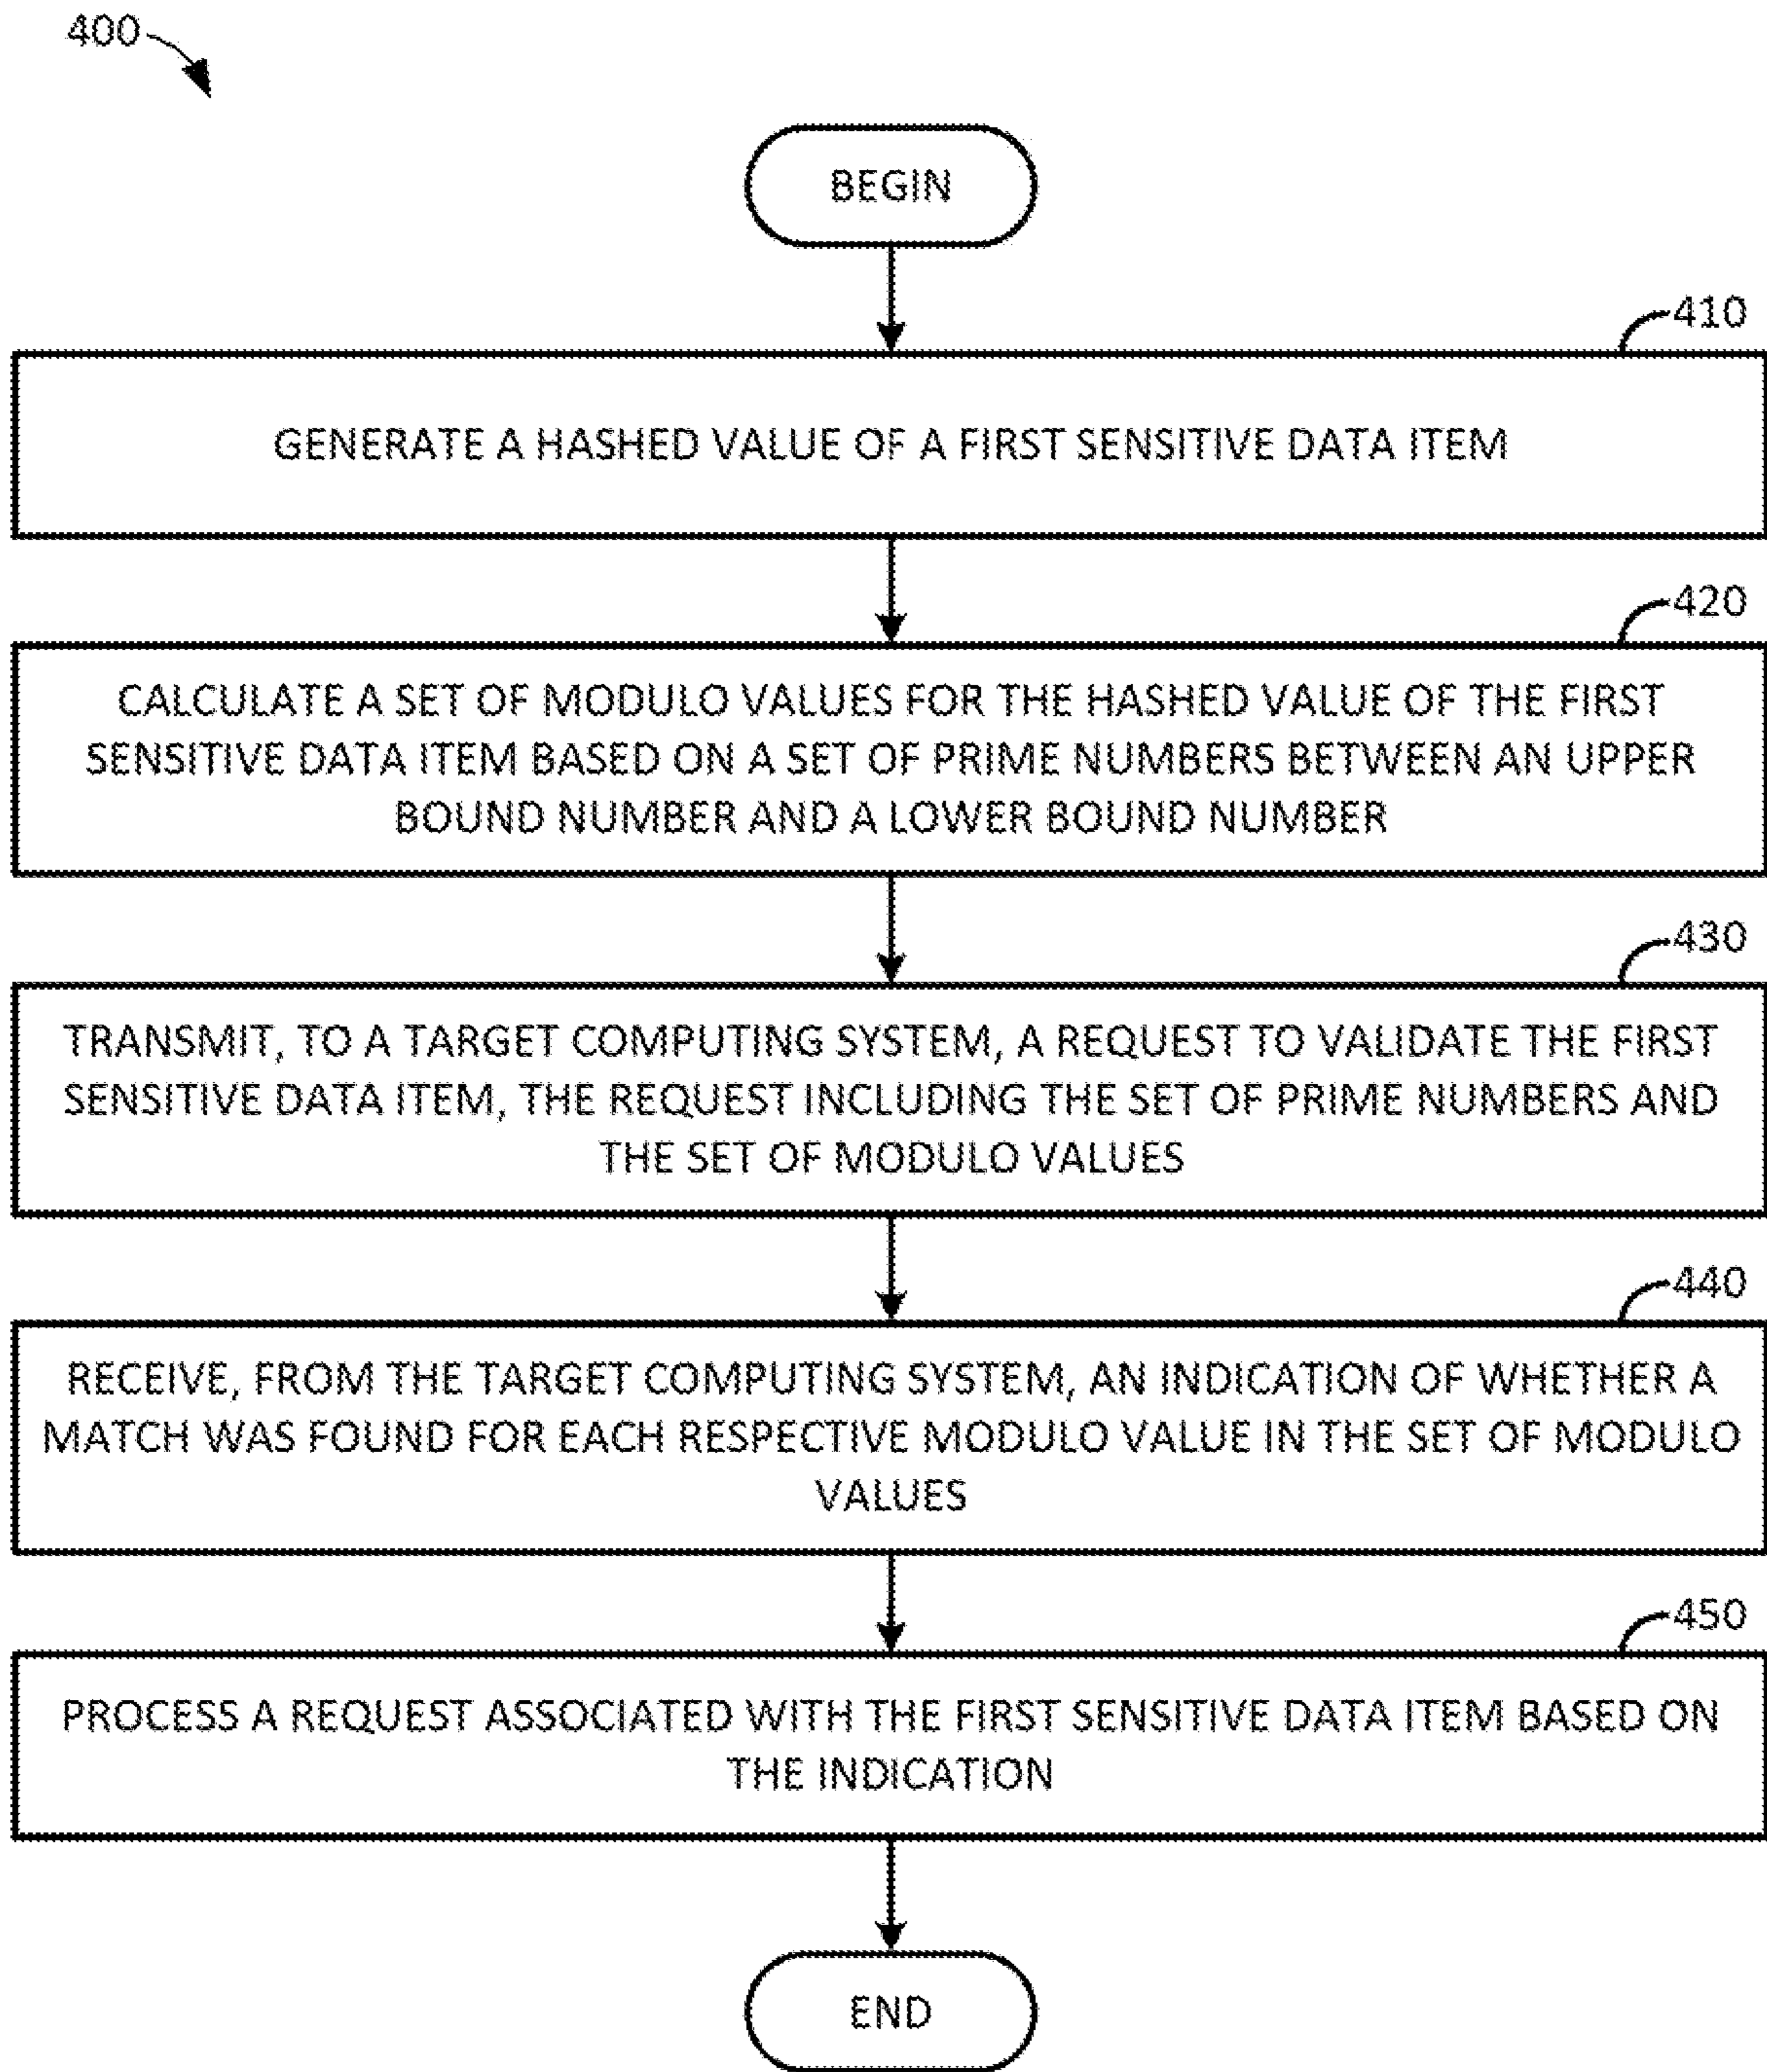 400
BEGIN
410
GENERATE A HASHED VALUE OF A FIRST SENSITIVE DATA ITEM
420
CALCULATE A SET OF MODULO VALUES FOR THE HASHED VALUE OF THE FIRST
SENSITIVE DATA ITEM BASED ON A SET OF PRIME NUMBERS BETWEEN AN UPPER
BOUND NUMBER AND A LOWER BOUND NUMBER
430
TRANSMIT, TO A TARGET COMPUTING SYSTEM, A REQUEST TO VALIDATE THE FIRST
SENSITIVE DATA ITEM, THE REQUEST INCLUDING THE SET OF PRIME NUMBERS AND
THE SET OF MODULO VALUES
440
RECEIVE, FROM THE TARGET COMPUTING SYSTEM, AN INDICATION OF WHETHER A
MATCH WAS FOUND FOR EACH RESPECTIVE MODULO VALUE IN THE SET OF MODULO
VALUES
450
PROCESS A REQUEST ASSOCIATED WITH THE FIRST SENSITIVE DATA ITEM BASED ON
THE INDICATION
END